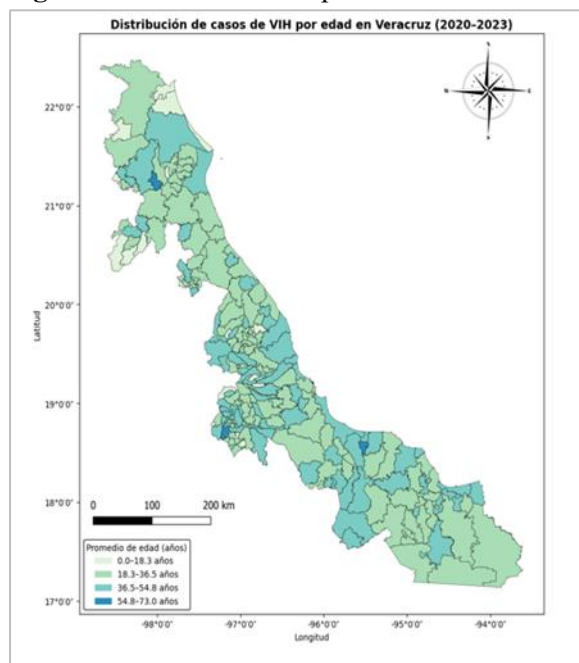 Distribución de casos de VIH por edad en Veracruz (2020–2023)
N
W
E
S
22°0'0"
21°0'0"
20°0'0"
19°0'0"
18°0'0"
17°0'0"
Latitud
0 100 200 km
Promedio de edad (años)
0.0–18.3 años
18.3–36.5 años
36.5–54.8 años
54.8–73.0 años
-98°0'0" -97°0'0" -96°0'0" -95°0'0" -94°0'0"
Longitud